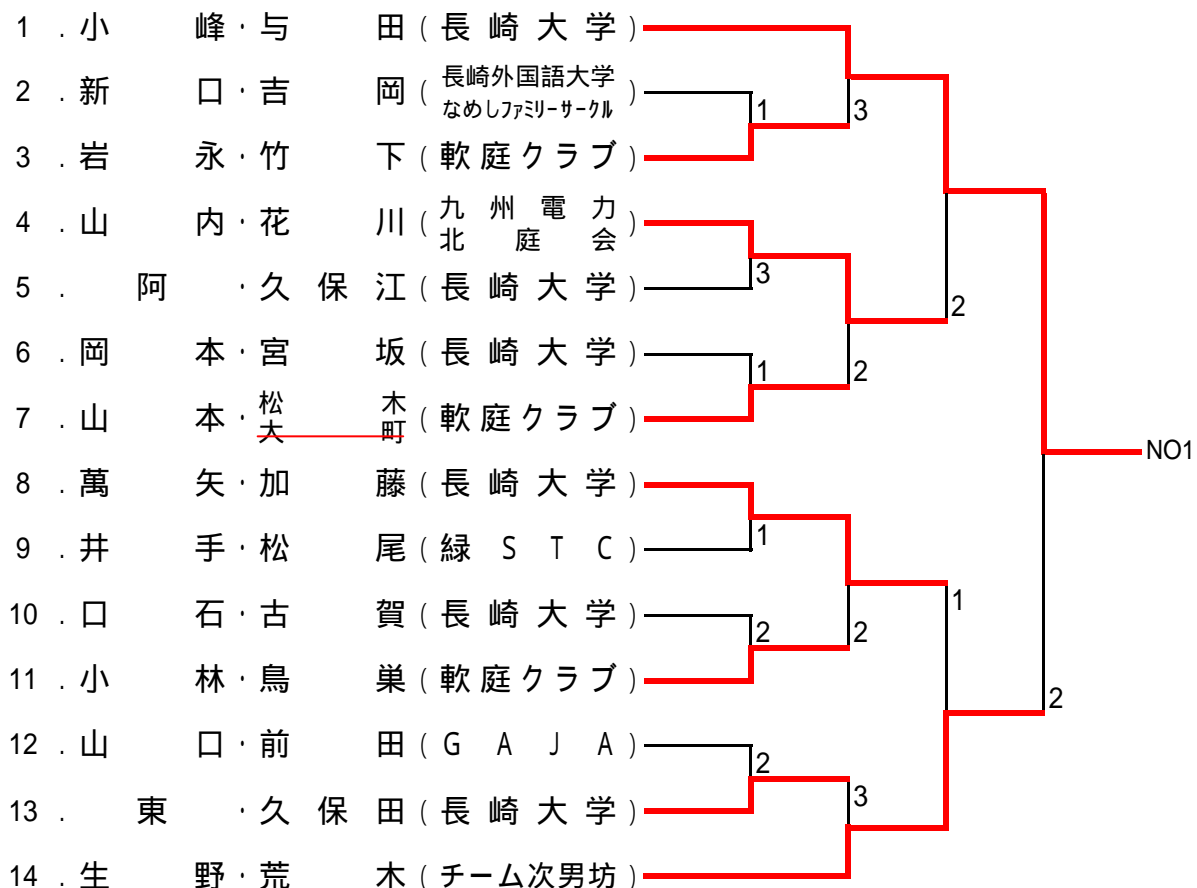 1 . 小 峰 · 与 田 ( 長 崎 大 学 )
2 . 新 口 · 吉 岡 ( 長崎外国語大学 なめしファミリーサークル )
1
3
3 . 岩 永 · 竹 下 ( 軟庭クラブ )
4 . 山 内 · 花 川 ( 九 州 電 力 北 庭 会 )
3
5 . 阿 · 久 保 江 ( 長 崎 大 学 )
2
6 . 岡 本 · 宮 坂 ( 長 崎 大 学 )
1
2
7 . 山 本 · 松 木 大 町 ( 軟庭クラブ )
NO1
8 . 萬 矢 · 加 藤 ( 長 崎 大 学 )
1
9 . 井 手 · 松 尾 ( 緑 S T C )
1
10 . 口 石 · 古 賀 ( 長 崎 大 学 )
2
2
11 . 小 林 · 鳥 巣 ( 軟庭クラブ )
2
12 . 山 口 · 前 田 ( G A J A )
2
3
13 . 東 · 久 保 田 ( 長 崎 大 学 )
14 . 生 野 · 荒 木 ( チーム次男坊 )